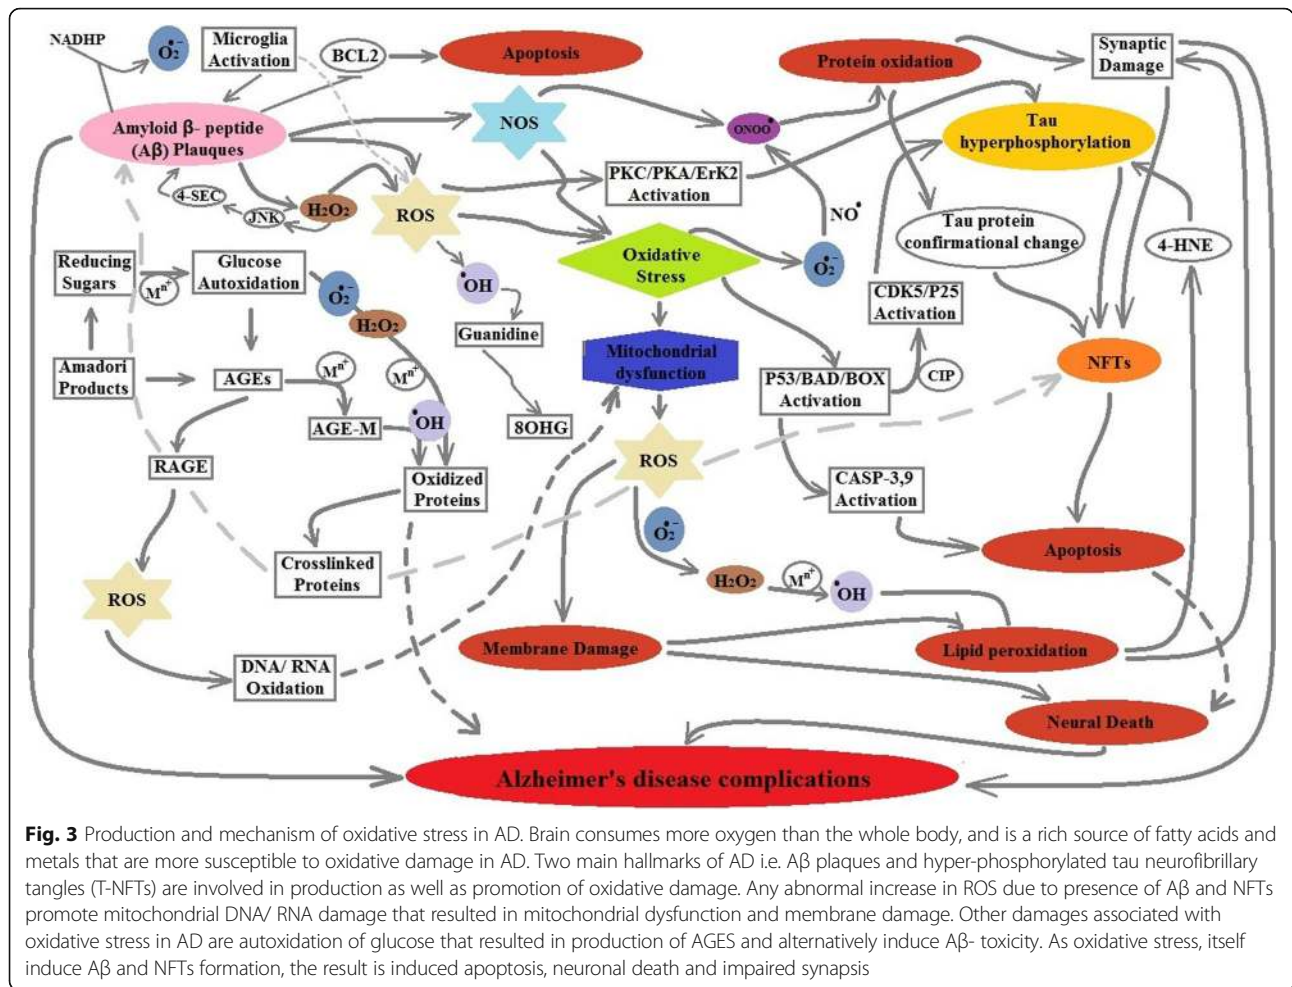 NADHP
O₂•−
Microglia
Activation
BCL2
Apoptosis
Protein oxidation
Synaptic
Damage
Amyloid β- peptide
(Aβ) Plauques
NOS
ONOO•
Tau
hyperphosphorylation
4-SEC
JNK
H₂O₂
ROS
PKC/PKA/ErK2
Activation
NO•
Tau protein
confirmational change
4-HNE
Reducing
Sugars
Mⁿ⁺
Glucose
Autoxidation
O₂•−
H₂O₂
•OH
Oxidative
Stress
O₂•−
CDK5/P25
Activation
Guanidine
Amadori
Products
AGEs
Mⁿ⁺
Mⁿ⁺
Mitochondrial
dysfunction
P53/BAD/BOX
Activation
CIP
NFTs
AGE-M
•OH
8OHG
RAGE
Oxidized
Proteins
ROS
CASP-3,9
Activation
Crosslinked
Proteins
O₂•−
Apoptosis
ROS
H₂O₂
Mⁿ⁺
•OH
Membrane Damage
Lipid peroxidation
DNA/ RNA
Oxidation
Neural Death
Alzheimer's disease complications
Fig. 3 Production and mechanism of oxidative stress in AD. Brain consumes more oxygen than the whole body, and is a rich source of fatty acids and
metals that are more susceptible to oxidative damage in AD. Two main hallmarks of AD i.e. Aβ plaques and hyper-phosphorylated tau neurofibrillary
tangles (T-NFTs) are involved in production as well as promotion of oxidative damage. Any abnormal increase in ROS due to presence of Aβ and NFTs
promote mitochondrial DNA/ RNA damage that resulted in mitochondrial dysfunction and membrane damage. Other damages associated with
oxidative stress in AD are autoxidation of glucose that resulted in production of AGES and alternatively induce Aβ- toxicity. As oxidative stress, itself
induce Aβ and NFTs formation, the result is induced apoptosis, neuronal death and impaired synapsis